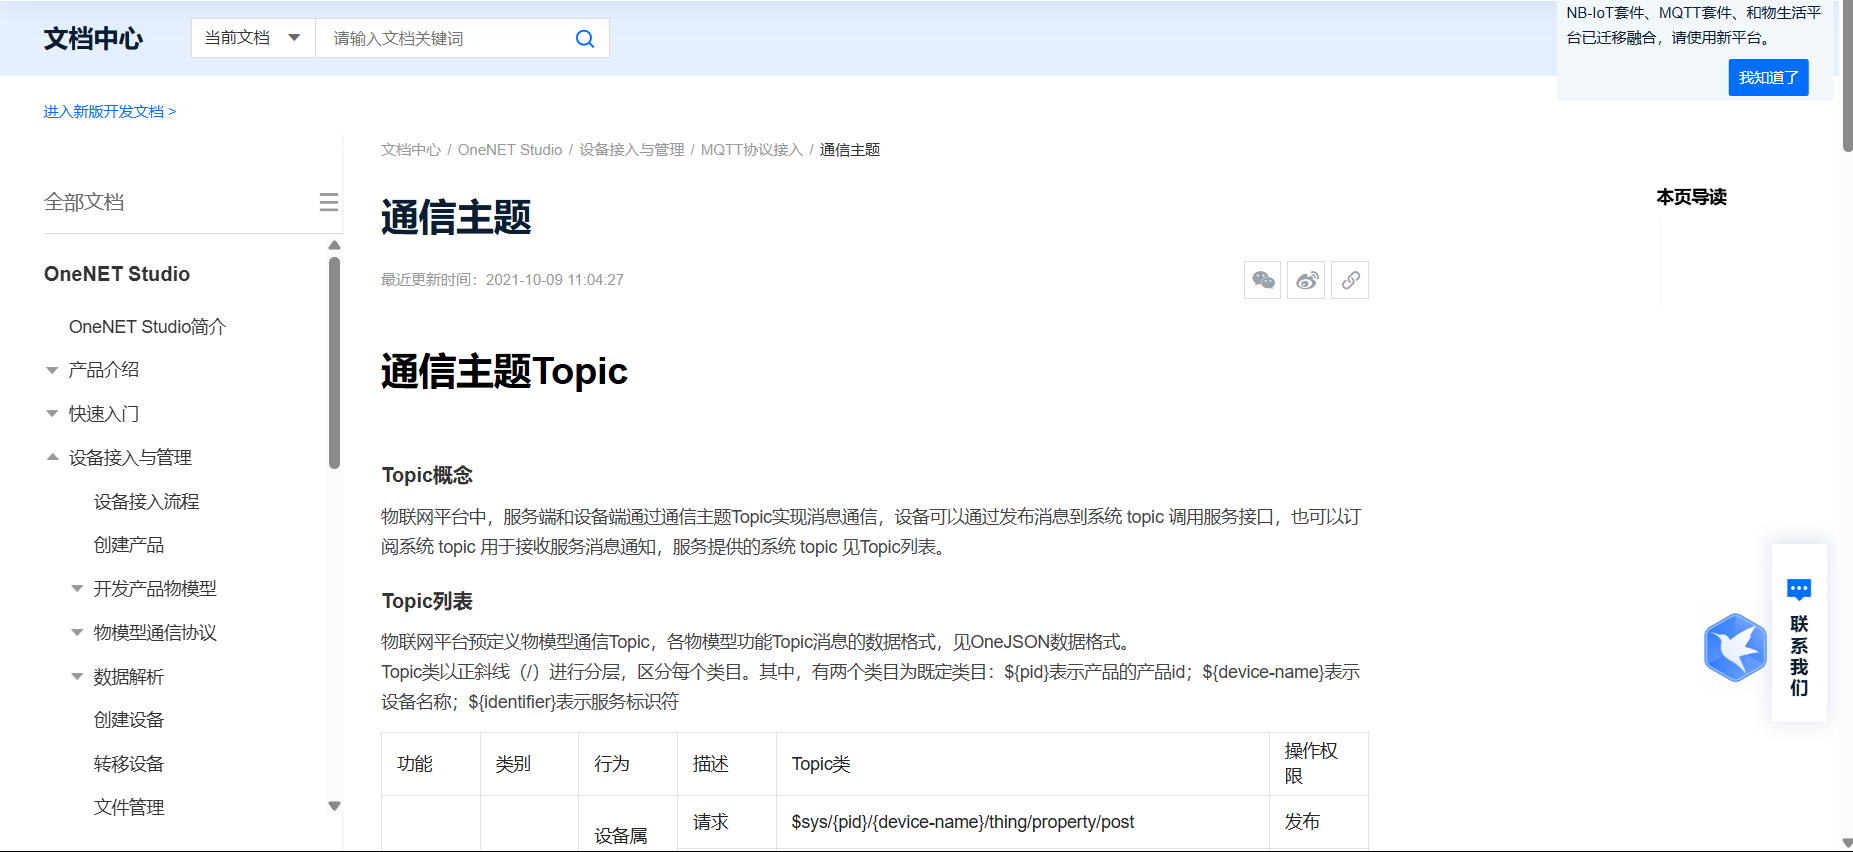 文档中心
当前文档
请输入文档关键词
NB-IoT套件、MQTT套件、和物生活平
台已迁移融合，请使用新平台。
我知道了
进入新版开发文档 >
全部文档
OneNET Studio
OneNET Studio简介
产品介绍
快速入门
设备接入与管理
设备接入流程
创建产品
开发产品物模型
物模型通信协议
数据解析
创建设备
转移设备
文件管理
文档中心 / OneNET Studio / 设备接入与管理 / MQTT协议接入 / 通信主题
通信主题
最近更新时间：2021-10-09 11:04:27
通信主题Topic
Topic概念
物联网平台中，服务端和设备端通过通信主题Topic实现消息通信，设备可以通过发布消息到系统 topic 调用服务接口，也可以订
阅系统 topic 用于接收服务消息通知，服务提供的系统 topic 见Topic列表。
Topic列表
物联网平台预定义物模型通信Topic，各物模型功能Topic消息的数据格式，见OneJSON数据格式。
Topic类以正斜线（/）进行分层，区分每个类目。其中，有两个类目为既定类目：${pid}表示产品的产品id；${device-name}表示
设备名称；${identifier}表示服务标识符
功能 类别 行为 描述 Topic类 操作权
限
请求 $sys/{pid}/{device-name}/thing/property/post 发布
设备属
本页导读
联
系
我
们